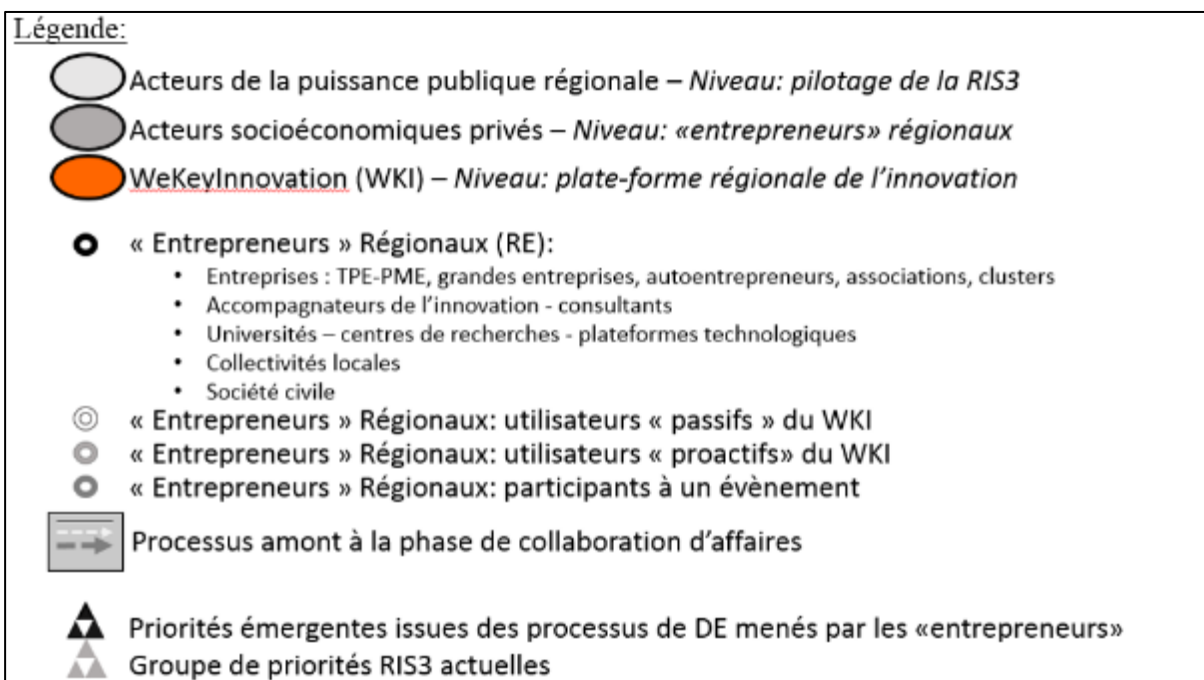 Légende:
Acteurs de la puissance publique régionale – Niveau: pilotage de la RIS3
Acteurs socioéconomiques privés – Niveau: «entrepreneurs» régionaux
WeKeyInnovation (WKI) – Niveau: plate-forme régionale de l'innovation
« Entrepreneurs » Régionaux (RE):
• Entreprises : TPE-PME, grandes entreprises, autoentrepreneurs, associations, clusters
• Accompagnateurs de l'innovation - consultants
• Universités – centres de recherches - plateformes technologiques
• Collectivités locales
• Société civile
« Entrepreneurs » Régionaux: utilisateurs « passifs » du WKI
« Entrepreneurs » Régionaux: utilisateurs « proactifs» du WKI
« Entrepreneurs » Régionaux: participants à un évènement
Processus amont à la phase de collaboration d'affaires
Priorités émergentes issues des processus de DE menés par les «entrepreneurs»
Groupe de priorités RIS3 actuelles